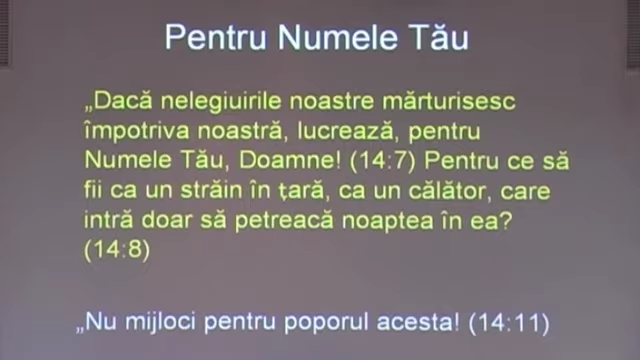 Pentru Numele Tău
„Dacă nelegiuirile noastre mărturisesc
împotriva noastră, lucrează, pentru
Numele Tău, Doamne! (14:7) Pentru ce să
fii ca un străin în ţară, ca un călător, care
intră doar să petreacă noaptea în ea?
(14:8)
„Nu mijloci pentru poporul acesta! (14:11)